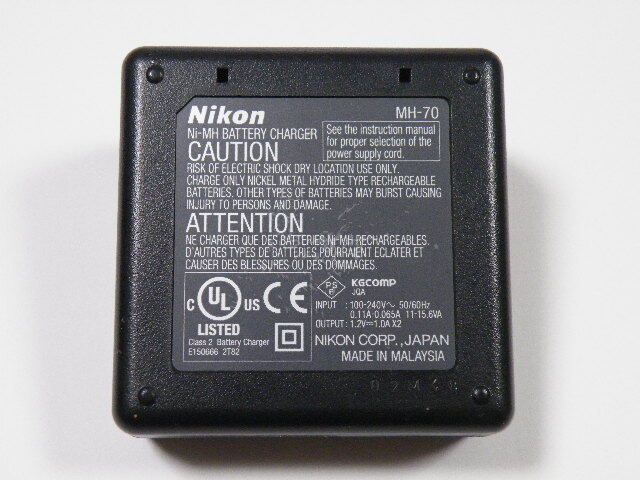 Nikon
MH-70
Ni-MH BATTERY CHARGER
See the instruction manual
for proper selection of the
power supply cord.
CAUTION
RISK OF ELECTRIC SHOCK DRY LOCATION USE ONLY.
CHARGE ONLY NICKEL METAL HYDRIDE TYPE RECHARGEABLE
BATTERIES. OTHER TYPES OF BATTERIES MAY BURST CAUSING
INJURY TO PERSONS AND DAMAGE.
ATTENTION
NE CHARGER QUE DES BATTERIES Ni-MH RECHARGEABLES.
D'AUTRES TYPES DE BATTERIES POURRAIENT ECLATER ET
CAUSER DES BLESSURES OU DES DOMMAGES.
C UL US CE
LISTED
Class 2 Battery Charger
E150666 2T82
PS E KGCOMP
JQA
INPUT : 100-240V~ 50/60Hz
0.11A-0.065A 11-15.6VA
OUTPUT : 1.2V⎓1.0A X2
NIKON CORP., JAPAN
MADE IN MALAYSIA